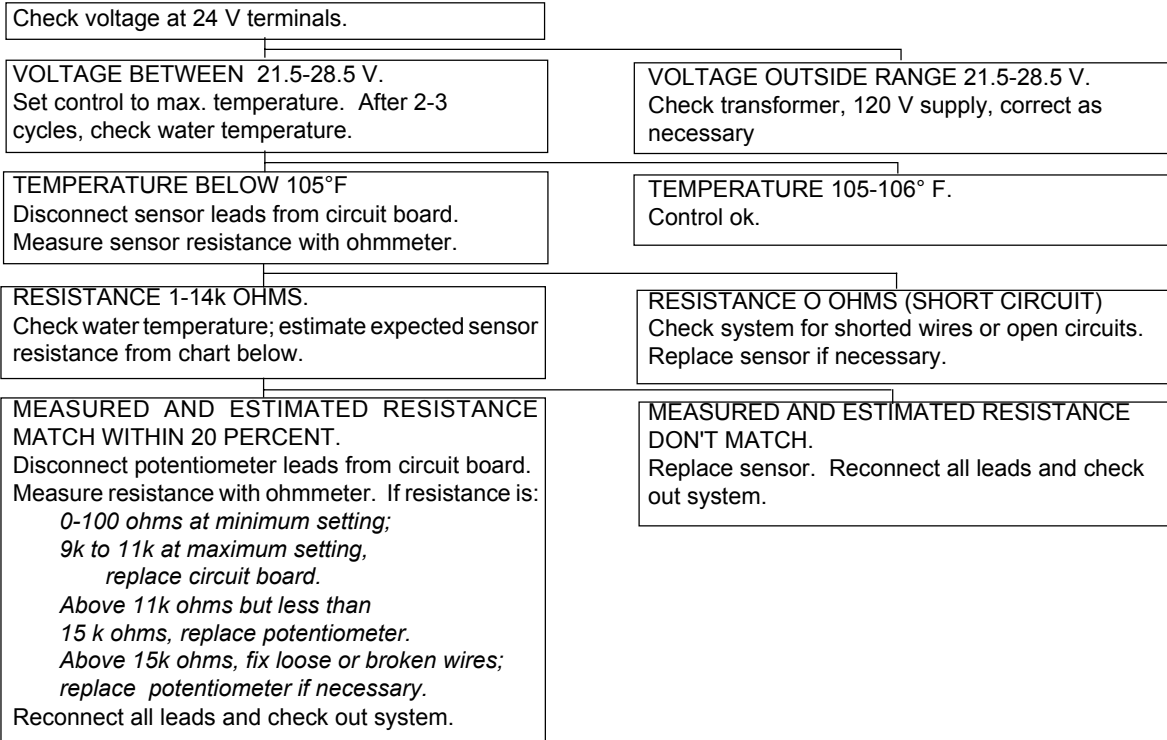 Check voltage at 24 V terminals.
VOLTAGE BETWEEN 21.5-28.5 V.
Set control to max. temperature. After 2-3
cycles, check water temperature.
VOLTAGE OUTSIDE RANGE 21.5-28.5 V.
Check transformer, 120 V supply, correct as
necessary
TEMPERATURE BELOW 105°F
Disconnect sensor leads from circuit board.
Measure sensor resistance with ohmmeter.
TEMPERATURE 105-106° F.
Control ok.
RESISTANCE 1-14k OHMS.
Check water temperature; estimate expected sensor
resistance from chart below.
RESISTANCE O OHMS (SHORT CIRCUIT)
Check system for shorted wires or open circuits.
Replace sensor if necessary.
MEASURED AND ESTIMATED RESISTANCE
MATCH WITHIN 20 PERCENT.
Disconnect potentiometer leads from circuit board.
Measure resistance with ohmmeter. If resistance is:
0-100 ohms at minimum setting;
9k to 11k at maximum setting,
replace circuit board.
Above 11k ohms but less than
15 k ohms, replace potentiometer.
Above 15k ohms, fix loose or broken wires;
replace potentiometer if necessary.
Reconnect all leads and check out system.
MEASURED AND ESTIMATED RESISTANCE
DON'T MATCH.
Replace sensor. Reconnect all leads and check
out system.